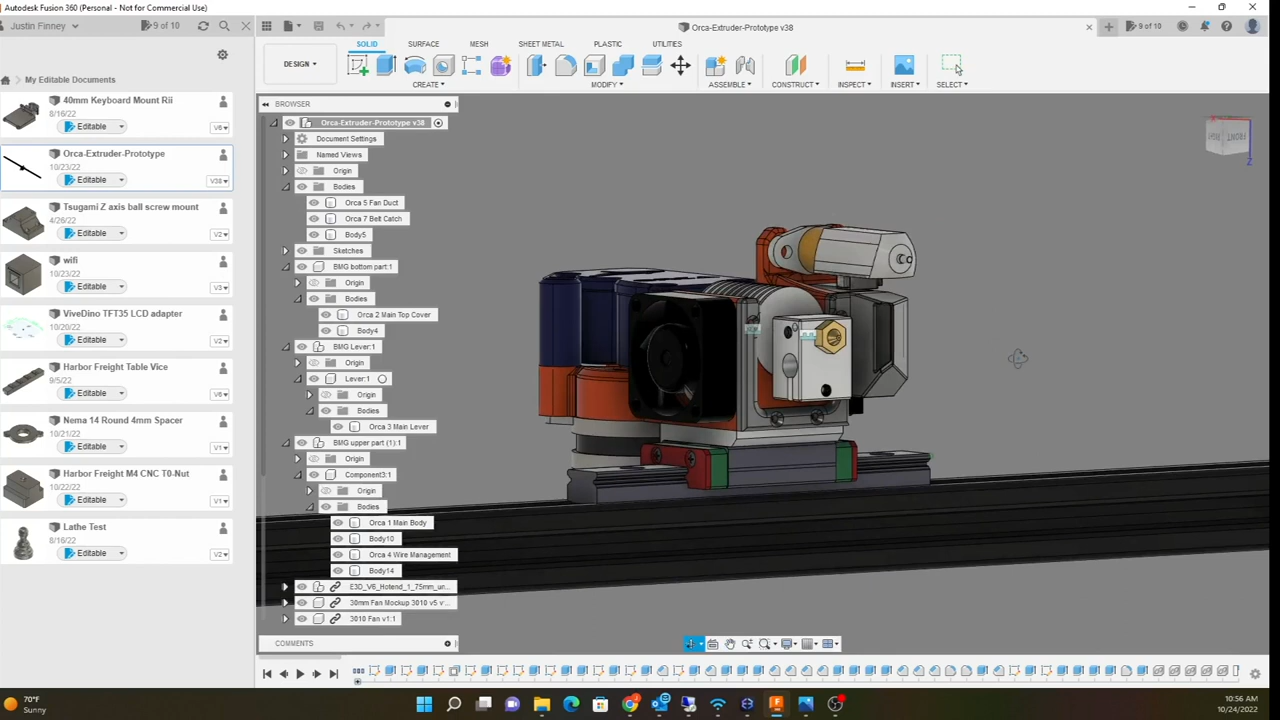 Autodesk Fusion 360 (Personal - Not for Commercial Use)
Justin Finney
9 of 10
Orca-Extruder-Prototype v38
9 of 10
My Editable Documents
40mm Keyboard Mount Rii
8/16/22
Editable
V6
Orca-Extruder-Prototype
10/23/22
Editable
V38
Tsugami Z axis ball screw mount
4/26/22
Editable
V2
wifi
10/23/22
Editable
V3
ViveDino TFT35 LCD adapter
10/20/22
Editable
V2
Harbor Freight Table Vice
9/5/22
Editable
V6
Nema 14 Round 4mm Spacer
10/21/22
Editable
V1
Harbor Freight M4 CNC T0-Nut
10/22/22
Editable
V1
Lathe Test
8/16/22
Editable
V2
SOLID SURFACE MESH SHEET METAL PLASTIC UTILITIES
DESIGN
CREATE MODIFY ASSEMBLE CONSTRUCT INSPECT INSERT SELECT
BROWSER
Orca-Extruder-Prototype v38
Document Settings
Named Views
Origin
Bodies
Orca 5 Fan Duct
Orca 7 Belt Catch
Body5
Sketches
BMG bottom part:1
Origin
Bodies
Orca 2 Main Top Cover
Body4
BMG Lever:1
Origin
Lever:1
Origin
Bodies
Orca 3 Main Lever
BMG upper part (1):1
Origin
Component3:1
Origin
Bodies
Orca 1 Main Body
Body10
Orca 4 Wire Management
Body14
E3D_V6_Hotend_1_75mm_un...
30mm Fan Mockup 3010 v5 v...
3010 Fan v1:1
COMMENTS
FRONT
Z
70°F
Sunny
10:56 AM
10/24/2022